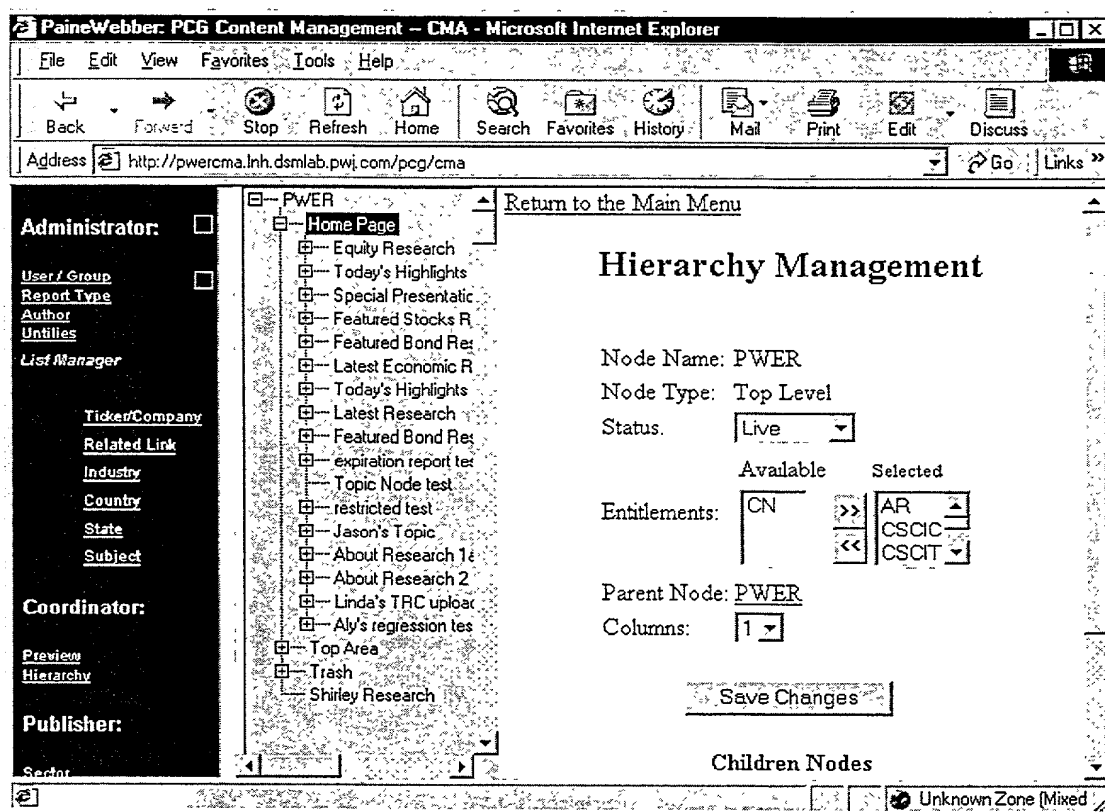 PaineWebber: PCG Content Management -- CMA - Microsoft Internet Explorer
File Edit View Favorites Tools Help
Back Forward Stop Refresh Home Search Favorites History Mail Print Edit Discuss
Address http://pwercma.lnh.dsmlab.pwj.com/pcg/cma Go Links »
Administrator:
User / Group
Report Type
Author
Untilies
List Manager
Ticker/Company
Related Link
Industry
Country
State
Subject
Coordinator:
Preview
Hierarchy
Publisher:
Sector
PWER
Home Page
Equity Research
Today's Highlights
Special Presentatic
Featured Stocks R
Featured Bond Res
Latest Economic R
Today's Highlights
Latest Research
Featured Bond Res
expiration report tes
Topic Node test
restricted test
Jason's Topic
About Research 1
About Research 2
Linda's TRC upload
Aly's regression tes
Top Area
Trash
Shirley Research
Return to the Main Menu
Hierarchy Management
Node Name: PWER
Node Type: Top Level
Status. Live
Available Selected
Entitlements: CN >> << AR CSCIC CSCIT
Parent Node: PWER
Columns: 1
Save Changes
Children Nodes
Unknown Zone (Mixed